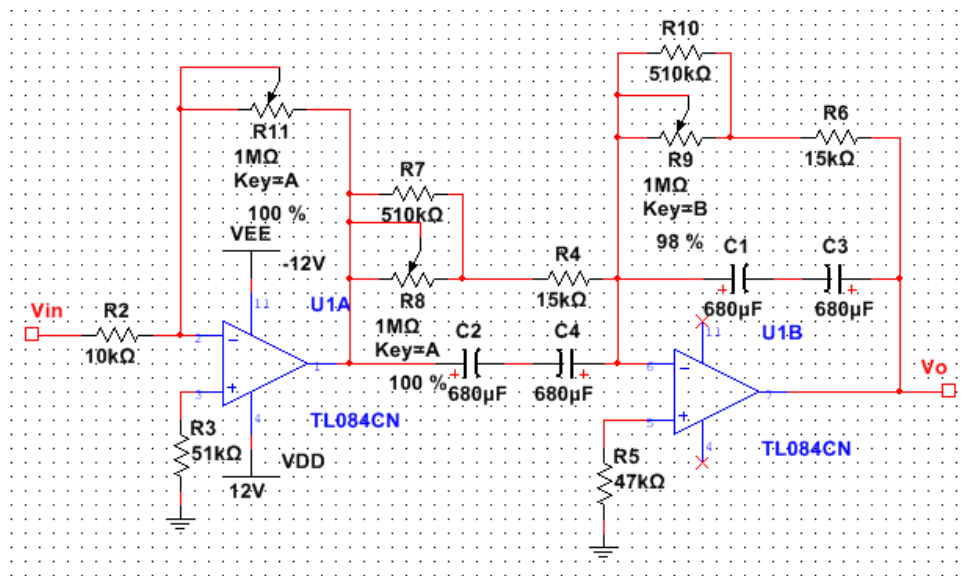 R10
510kΩ
R11
1MΩ
Key=A
100 %
R9
1MΩ
Key=B
98 %
R6
15kΩ
R7
510kΩ
VEE
-12V
R8
1MΩ
Key=A
100 %
R4
15kΩ
C1
680µF
+
C3
680µF
+
Vin
R2
10kΩ
11
U1A
2
−
3
+
1
4
TL084CN
R3
51kΩ
VDD
12V
C2
680µF
+
C4
680µF
+
11
U1B
6
−
5
+
7
4
TL084CN
Vo
R5
47kΩ